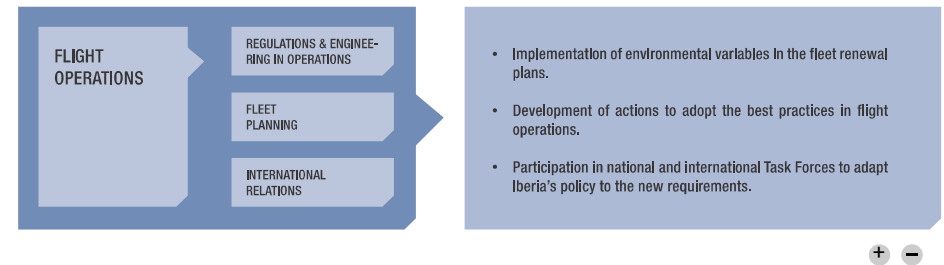 FLIGHT
OPERATIONS
REGULATIONS & ENGINEE-
RING IN OPERATIONS
FLEET
PLANNING
INTERNATIONAL
RELATIONS
• Implementation of environmental variables in the fleet renewal
plans.
• Development of actions to adopt the best practices in flight
operations.
• Participation in national and international Task Forces to adapt
Iberia's policy to the new requirements.
+ −